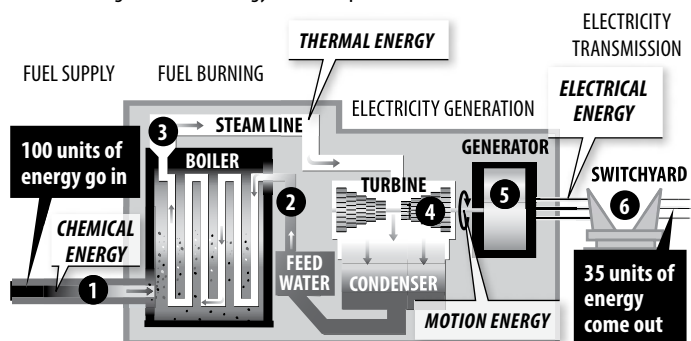 ELECTRICITY
TRANSMISSION
THERMAL ENERGY
FUEL SUPPLY
FUEL BURNING
ELECTRICAL
ENERGY
ELECTRICITY GENERATION
3
STEAM LINE
GENERATOR
100 units of
energy go in
BOILER
SWITCHYARD
TURBINE
2
4
5
6
CHEMICAL
ENERGY
1
FEED
WATER
CONDENSER
MOTION ENERGY
35 units of
energy
come out